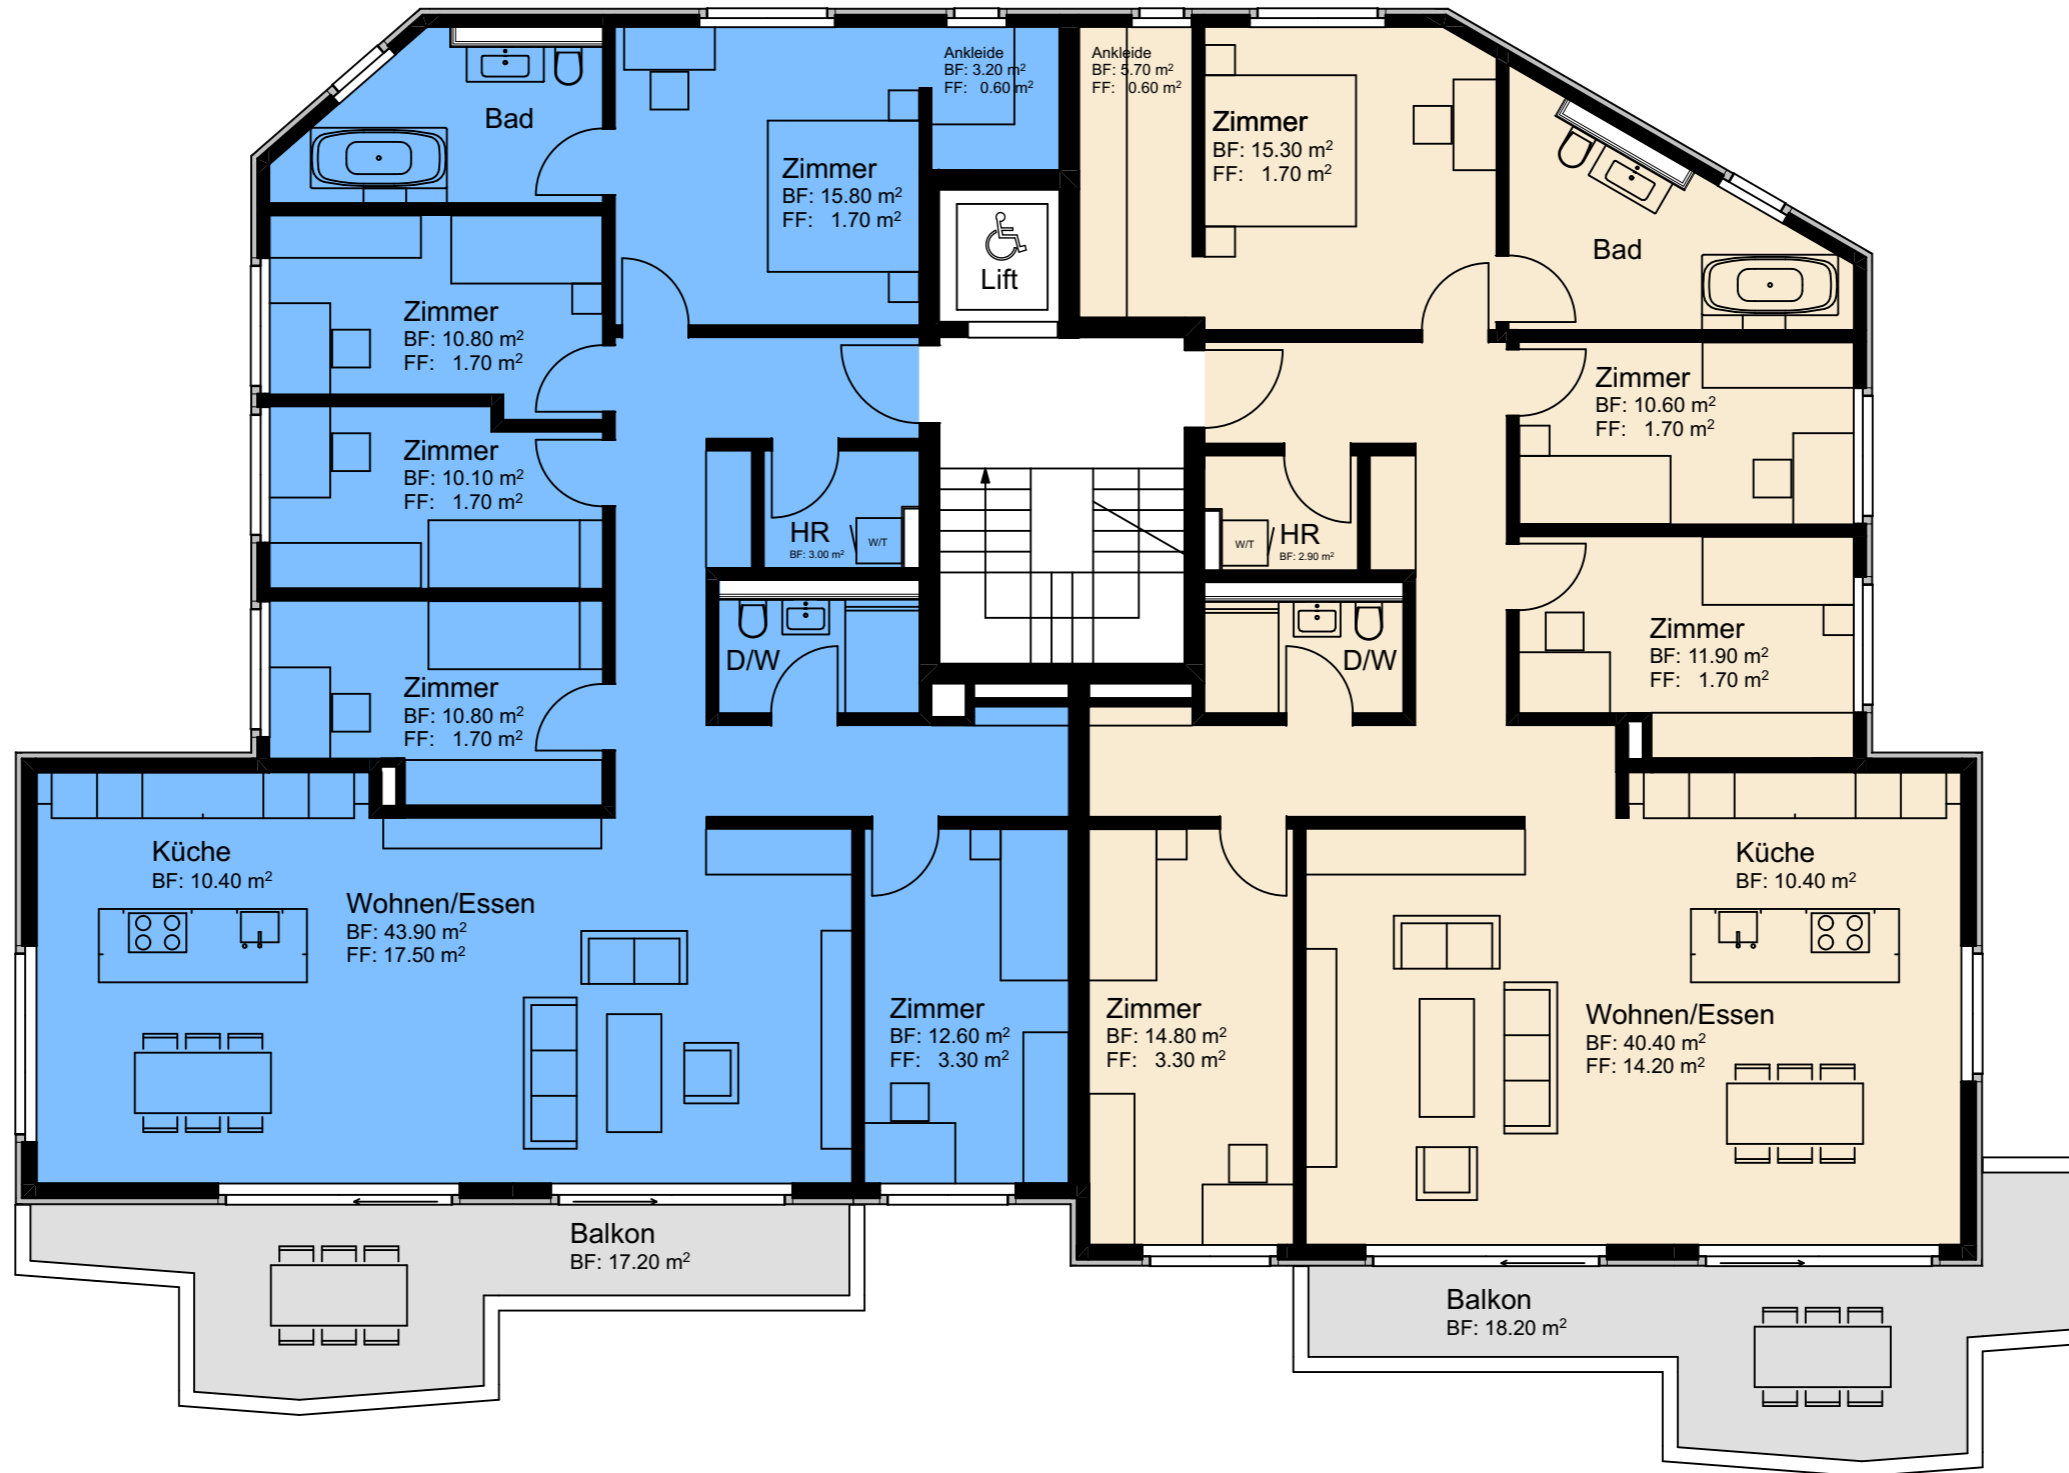 Ankleide
BF: 3.20 m²
FF: 0.60 m²
Ankleide
BF: 5.70 m²
FF: 0.60 m²
Bad
Zimmer
BF: 15.80 m²
FF: 1.70 m²
Zimmer
BF: 15.30 m²
FF: 1.70 m²
Lift
Bad
Zimmer
BF: 10.80 m²
FF: 1.70 m²
Zimmer
BF: 10.60 m²
FF: 1.70 m²
Zimmer
BF: 10.10 m²
FF: 1.70 m²
HR
BF: 3.00 m²
W/T
W/T
HR
BF: 2.90 m²
Zimmer
BF: 11.90 m²
FF: 1.70 m²
D/W
D/W
Zimmer
BF: 10.80 m²
FF: 1.70 m²
Küche
BF: 10.40 m²
Wohnen/Essen
BF: 43.90 m²
FF: 17.50 m²
Küche
BF: 10.40 m²
Zimmer
BF: 12.60 m²
FF: 3.30 m²
Zimmer
BF: 14.80 m²
FF: 3.30 m²
Wohnen/Essen
BF: 40.40 m²
FF: 14.20 m²
Balkon
BF: 17.20 m²
Balkon
BF: 18.20 m²